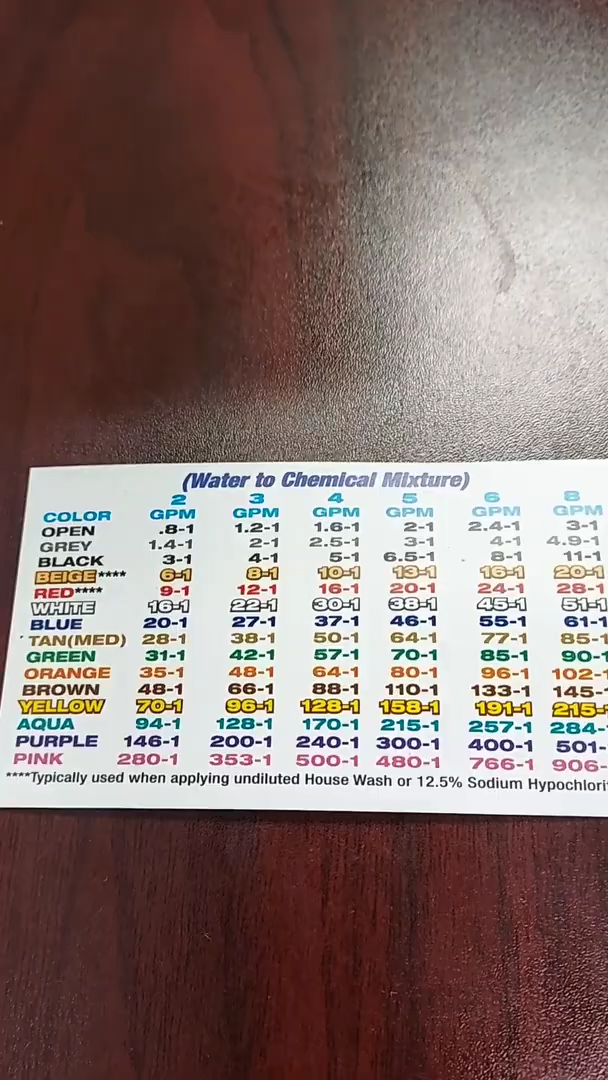 (Water to Chemical Mixture)
2 3 4 5 6 8
COLOR GPM GPM GPM GPM GPM GPM
OPEN .8-1 1.2-1 1.6-1 2-1 2.4-1 3-1
GREY 1.4-1 2-1 2.5-1 3-1 4-1 4.9-1
BLACK 3-1 4-1 5-1 6.5-1 8-1 11-1
BEIGE**** 6-1 8-1 10-1 13-1 16-1 20-1
RED**** 9-1 12-1 16-1 20-1 24-1 28-1
WHITE 16-1 22-1 30-1 38-1 45-1 51-1
BLUE 20-1 27-1 37-1 46-1 55-1 61-1
TAN(MED) 28-1 38-1 50-1 64-1 77-1 85-1
GREEN 31-1 42-1 57-1 70-1 85-1 90-1
ORANGE 35-1 48-1 64-1 80-1 96-1 102-
BROWN 48-1 66-1 88-1 110-1 133-1 145-
YELLOW 70-1 96-1 128-1 158-1 191-1 215-
AQUA 94-1 128-1 170-1 215-1 257-1 284-
PURPLE 146-1 200-1 240-1 300-1 400-1 501-
PINK 280-1 353-1 500-1 480-1 766-1 906-
****Typically used when applying undiluted House Wash or 12.5% Sodium Hypochlori